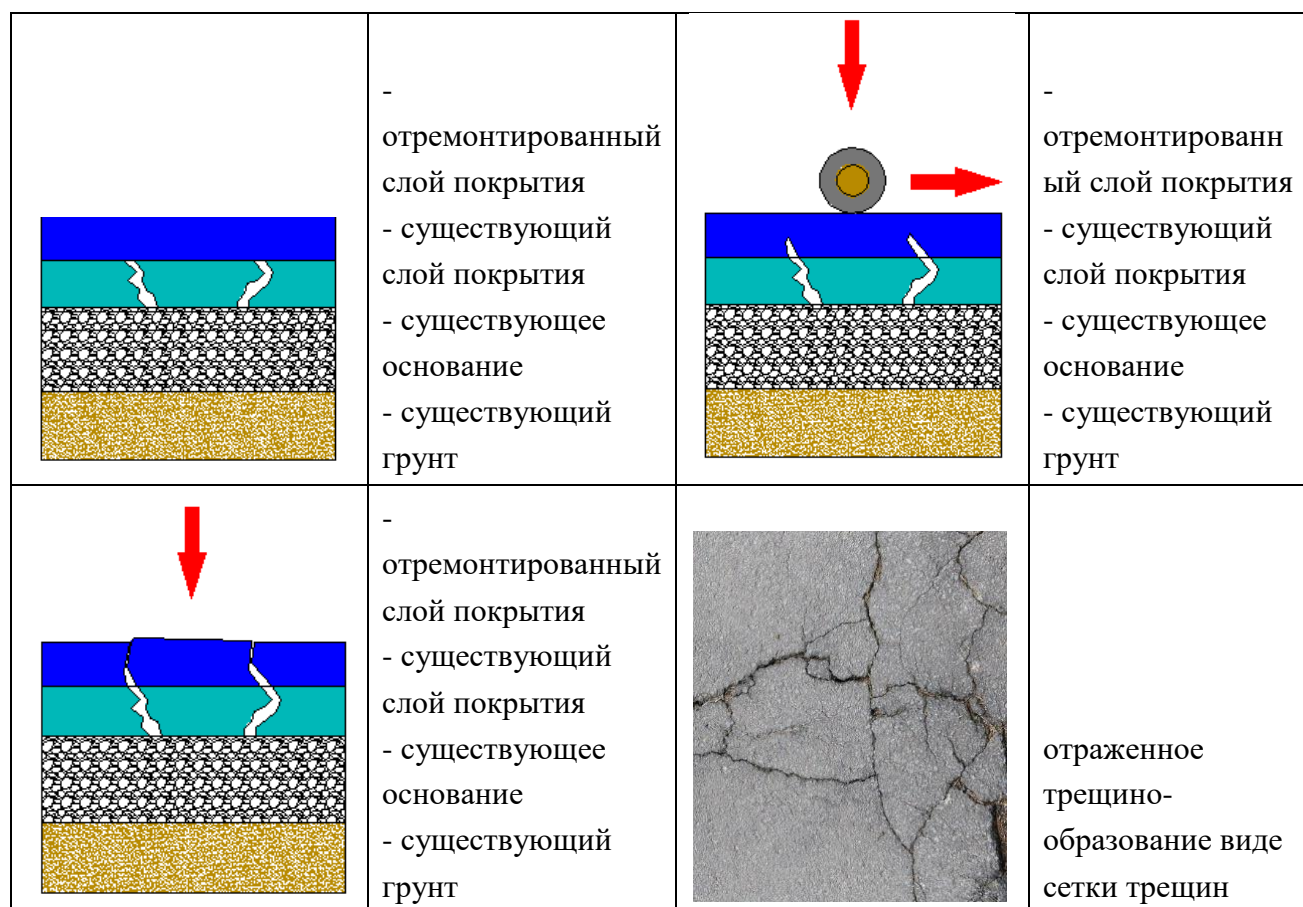 -
отремонтированный
слой покрытия
- существующий
слой покрытия
- существующее
основание
- существующий
грунт
-
отремонтированн
ый слой покрытия
- существующий
слой покрытия
- существующее
основание
- существующий
грунт
-
отремонтированный
слой покрытия
- существующий
слой покрытия
- существующее
основание
- существующий
грунт
отраженное
трещино-
образование виде
сетки трещин